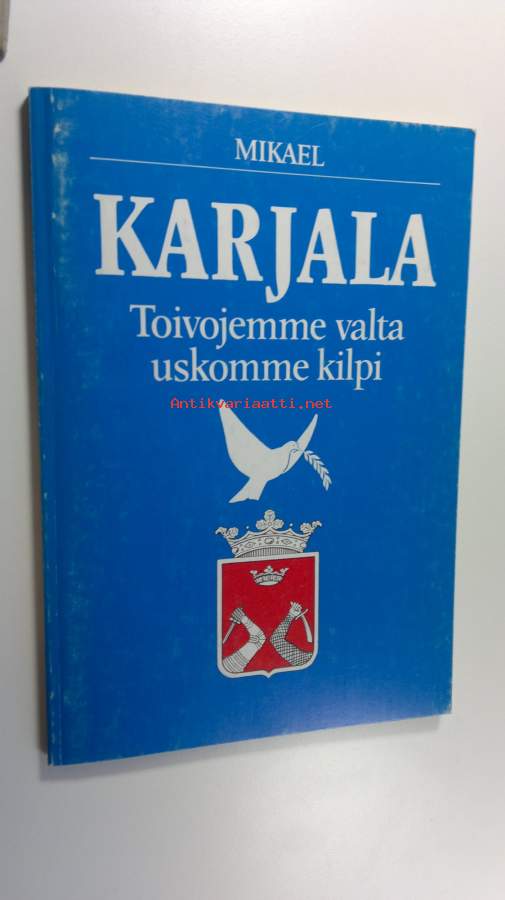 MIKAEL
KARJALA
Toivojemme valta
uskomme kilpi
Antikvariaatti.net